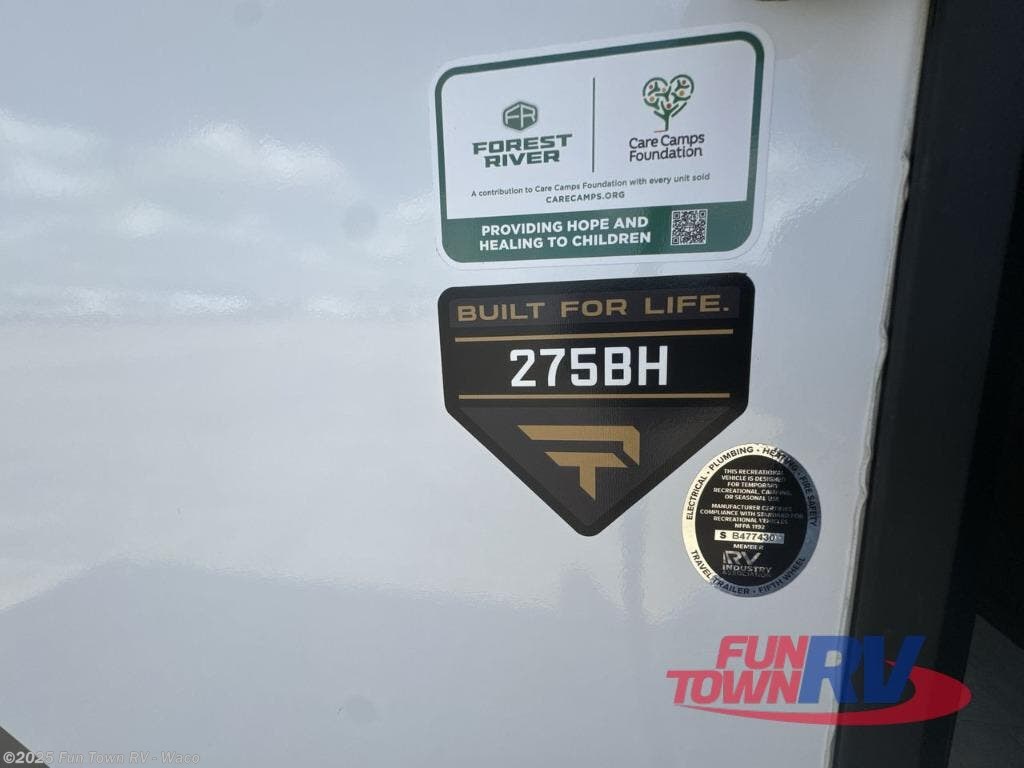 FR
FOREST
RIVER
Care Camps
Foundation
A contribution to Care Camps Foundation with every unit sold
CARECAMPS.ORG
PROVIDING HOPE AND
HEALING TO CHILDREN
BUILT FOR LIFE.
275BH
ELECTRICAL · PLUMBING · HEATING · FIRE SAFETY
THIS RECREATIONAL
VEHICLE IS DESIGNED
FOR TEMPORARY
RECREATIONAL, CAMPING,
OR SEASONAL USE
MANUFACTURER CERTIFIES
COMPLIANCE WITH STANDARD FOR
RECREATIONAL VEHICLES
NFPA 1192
S
MEMBER
RV
INDUSTRY
ASSOCIATION
TRAVEL TRAILER · FIFTH WHEEL
FUN
TOWN RV
©2025 Fun Town RV - Waco